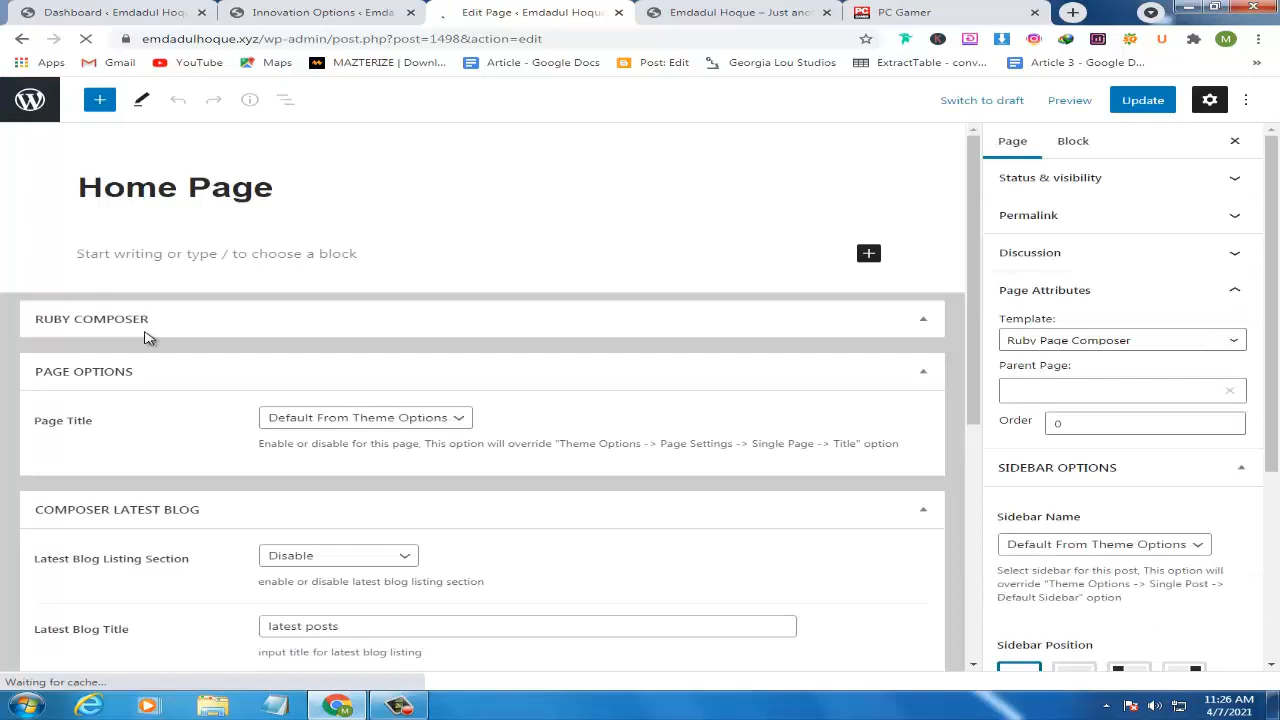 Dashboard ‹ Emdadul Hoq
Innovation Options ‹ Em
Edit Page ‹ Emdadul Hoque
Emdadul Hoque – Just an
PC Gamer
emdadulhoque.xyz/wp-admin/post.php?post=1498&action=edit
M
Apps
Gmail
YouTube
Maps
MAZTERIZE | Downl...
Article - Google Docs
Post: Edit
Georgia Lou Studios
ExtractTable - conv...
Article 3 - Google D...
»
Switch to draft
Preview
Update
Page
Block
Home Page
Start writing or type / to choose a block
Status & visibility
Permalink
Discussion
Page Attributes
Template:
Ruby Page Composer
Parent Page:
Order
0
RUBY COMPOSER
PAGE OPTIONS
Page Title
Default From Theme Options
Enable or disable for this page, This option will override "Theme Options -> Page Settings -> Single Page -> Title" option
COMPOSER LATEST BLOG
Latest Blog Listing Section
Disable
enable or disable latest blog listing section
Latest Blog Title
latest posts
input title for latest blog listing
SIDEBAR OPTIONS
Sidebar Name
Default From Theme Options
Select sidebar for this post, This option will
override "Theme Options -> Single Post ->
Default Sidebar" option
Sidebar Position
Waiting for cache...
11:26 AM
4/7/2021